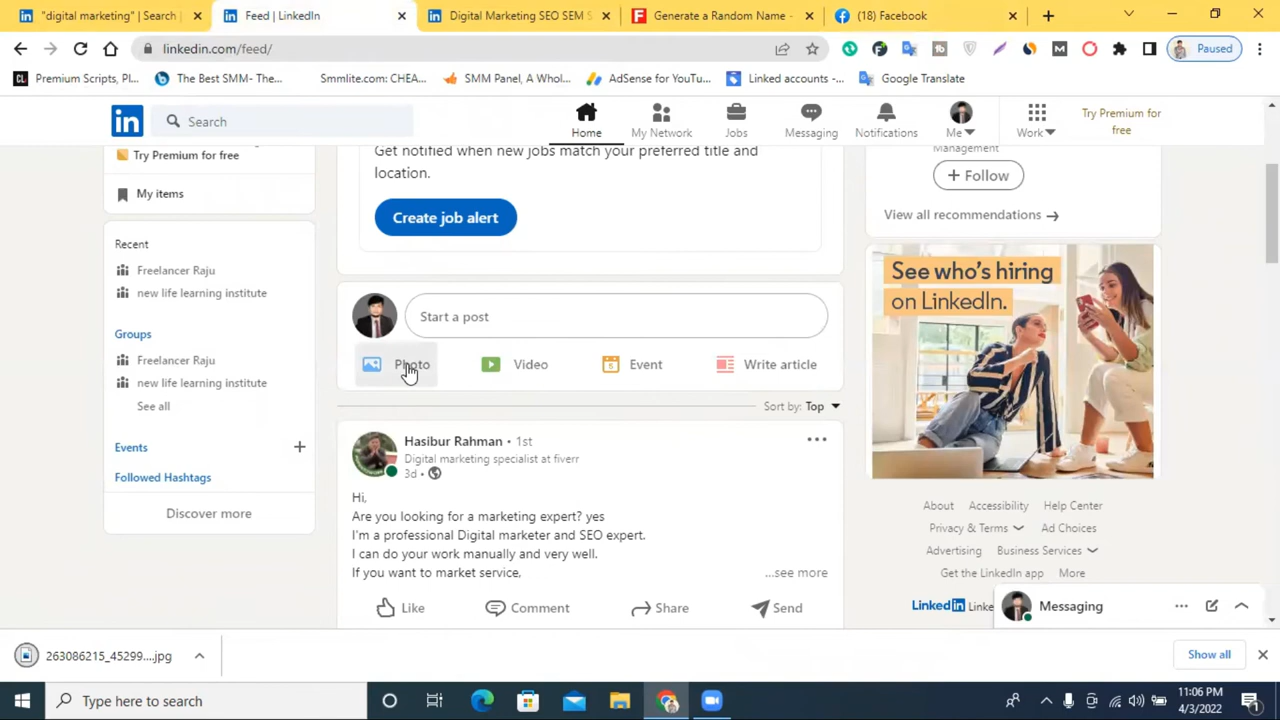 "digital marketing" | Search |
Feed | LinkedIn
Digital Marketing SEO SEM S
Generate a Random Name -
(18) Facebook
linkedin.com/feed/
Paused
Premium Scripts, Pl...
The Best SMM- The...
Smmlite.com: CHEA...
SMM Panel, A Whol...
AdSense for YouTu...
Linked accounts -...
Google Translate
in
Search
Home
My Network
Jobs
Messaging
Notifications
Me
Work
Try Premium for
free
Try Premium for free
My items
Recent
Freelancer Raju
new life learning institute
Groups
Freelancer Raju
new life learning institute
See all
Events
Followed Hashtags
Discover more
Get notified when new jobs match your preferred title and
location.
Create job alert
Start a post
Photo
Video
Event
Write article
Sort by: Top
Hasibur Rahman • 1st
Digital marketing specialist at fiverr
3d •
Hi,
Are you looking for a marketing expert? yes
I'm a professional Digital marketer and SEO expert.
I can do your work manually and very well.
If you want to market service,
...see more
Like
Comment
Share
Send
Management
+ Follow
View all recommendations →
See who's hiring
on LinkedIn.
About Accessibility Help Center
Privacy & Terms Ad Choices
Advertising Business Services
Get the LinkedIn app More
LinkedIn Linke
Messaging
263086215_45299....jpg
Show all
Type here to search
11:06 PM
4/3/2022